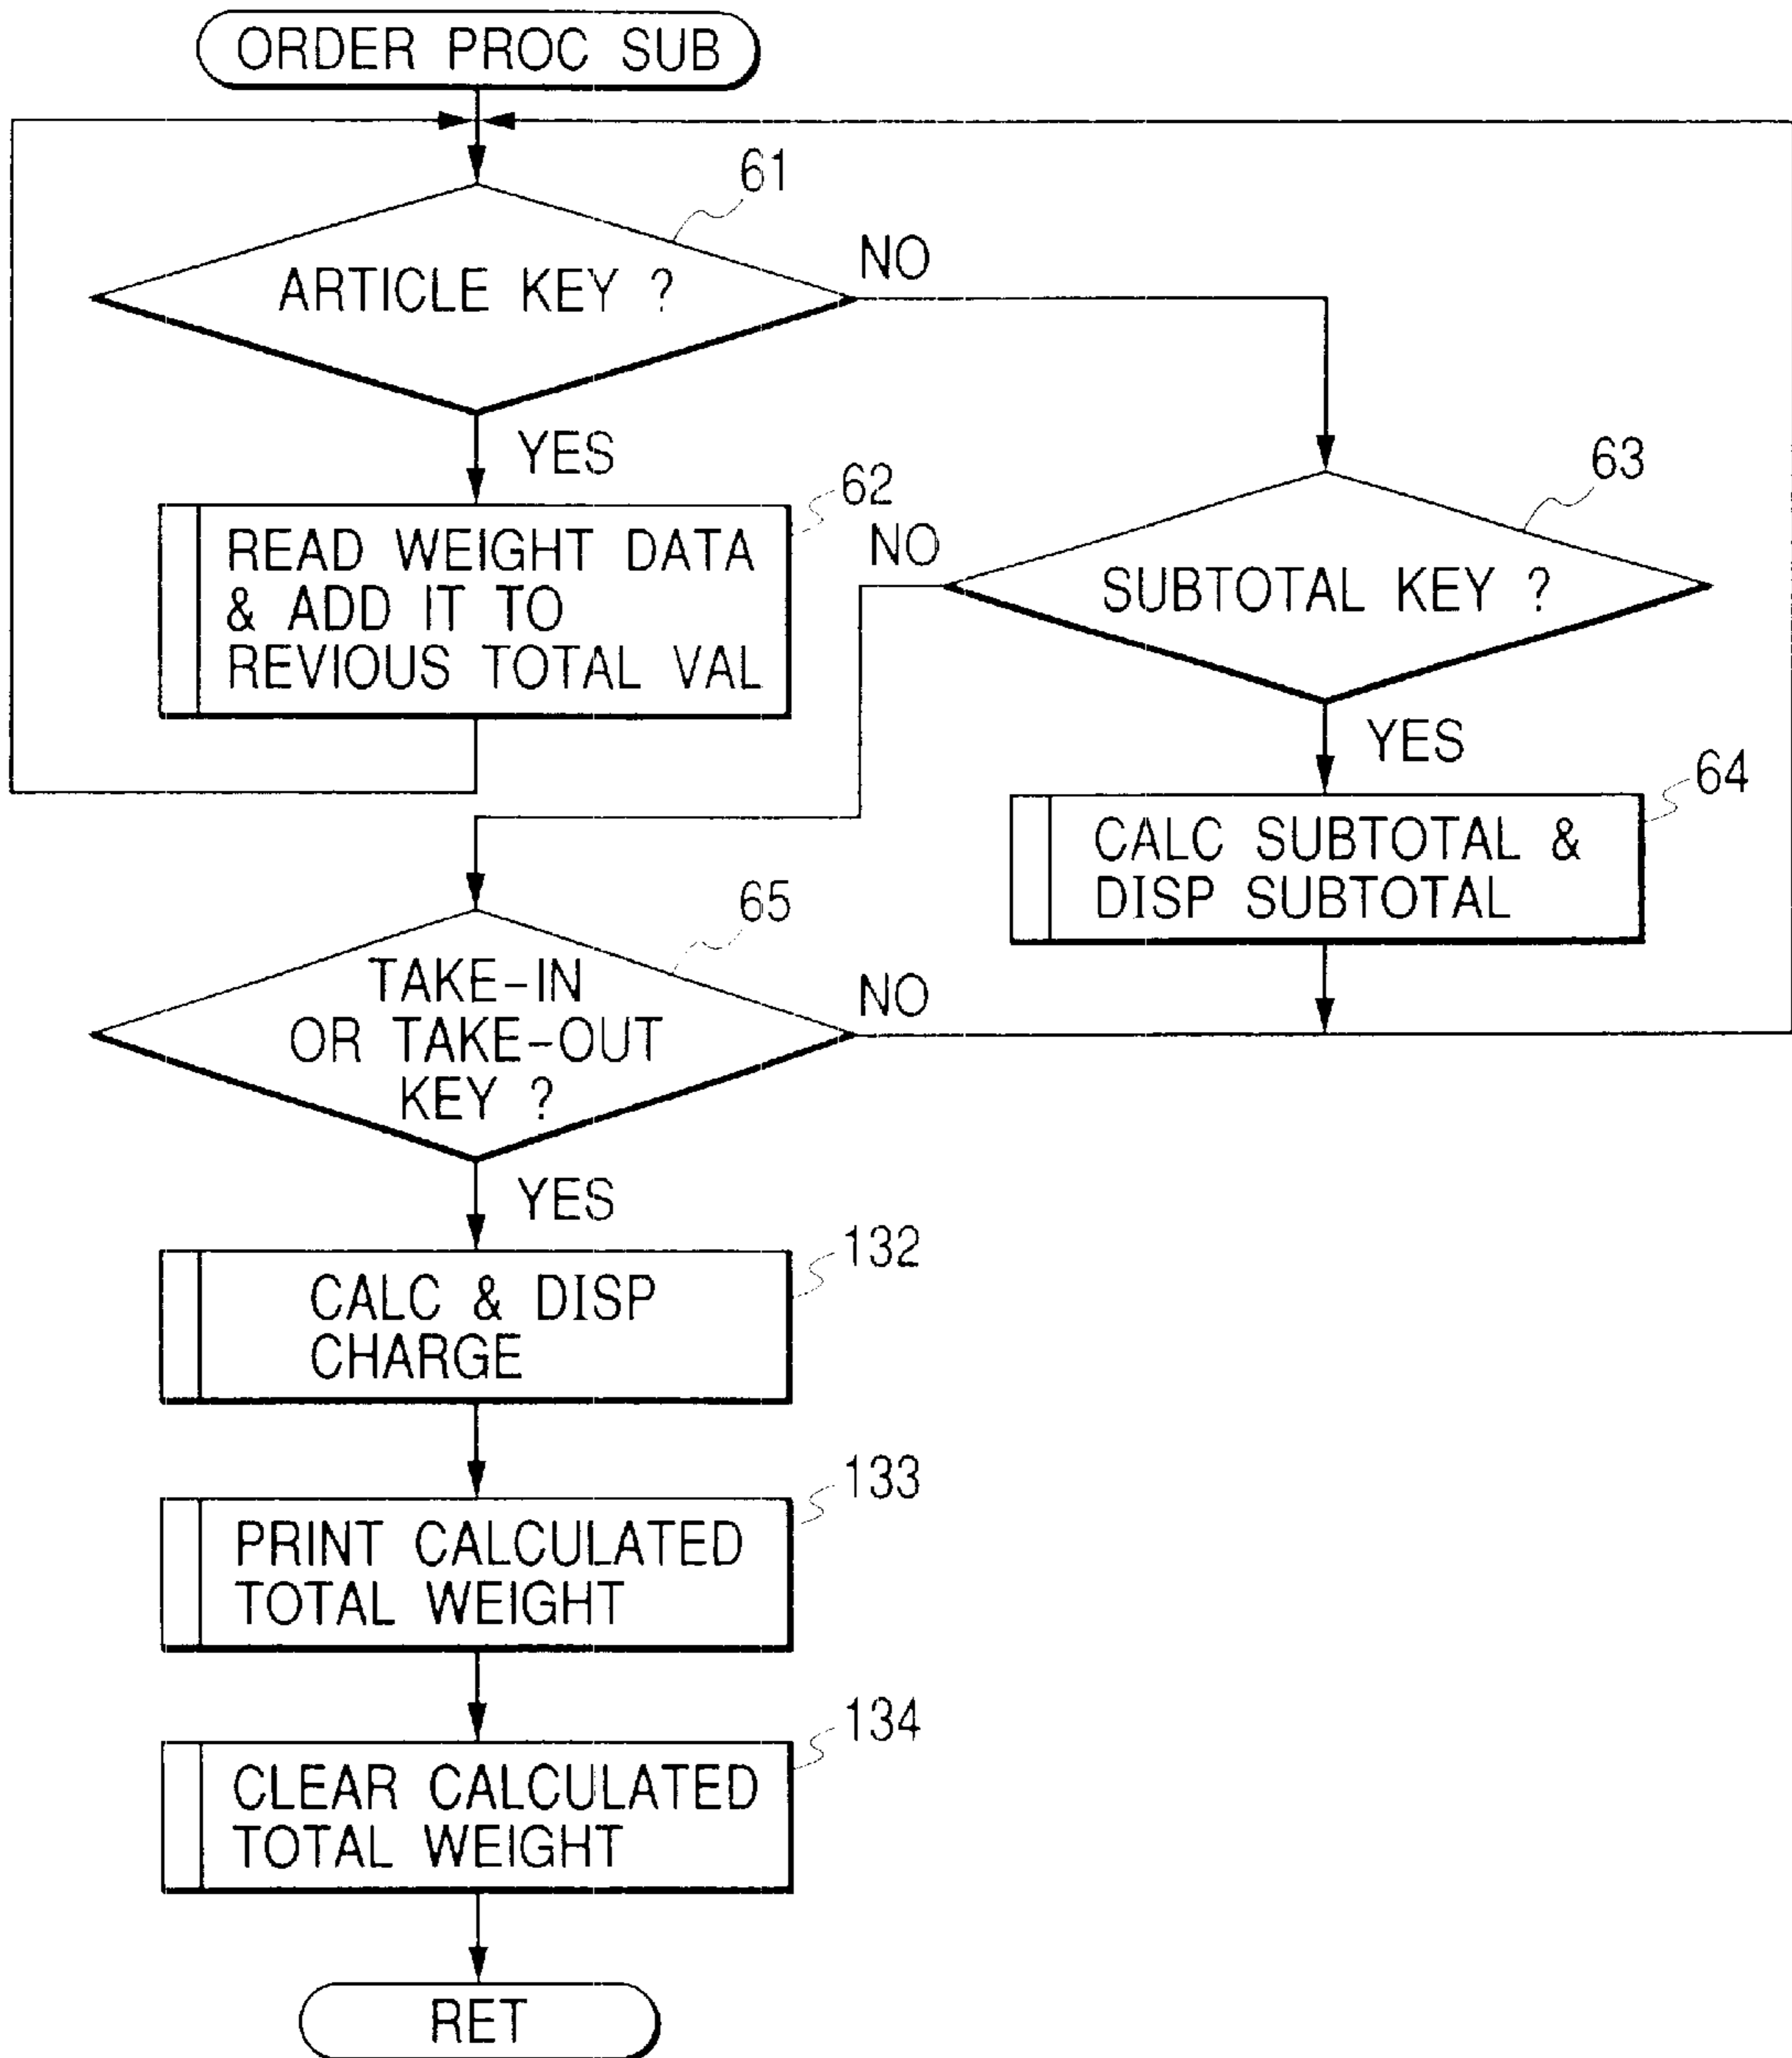 ORDER PROC SUB
61
ARTICLE KEY ?
NO
YES
62
READ WEIGHT DATA
& ADD IT TO
REVIOUS TOTAL VAL
63
NO
SUBTOTAL KEY ?
YES
64
CALC SUBTOTAL &
DISP SUBTOTAL
65
TAKE-IN
OR TAKE-OUT
KEY ?
NO
YES
132
CALC & DISP
CHARGE
133
PRINT CALCULATED
TOTAL WEIGHT
134
CLEAR CALCULATED
TOTAL WEIGHT
RET